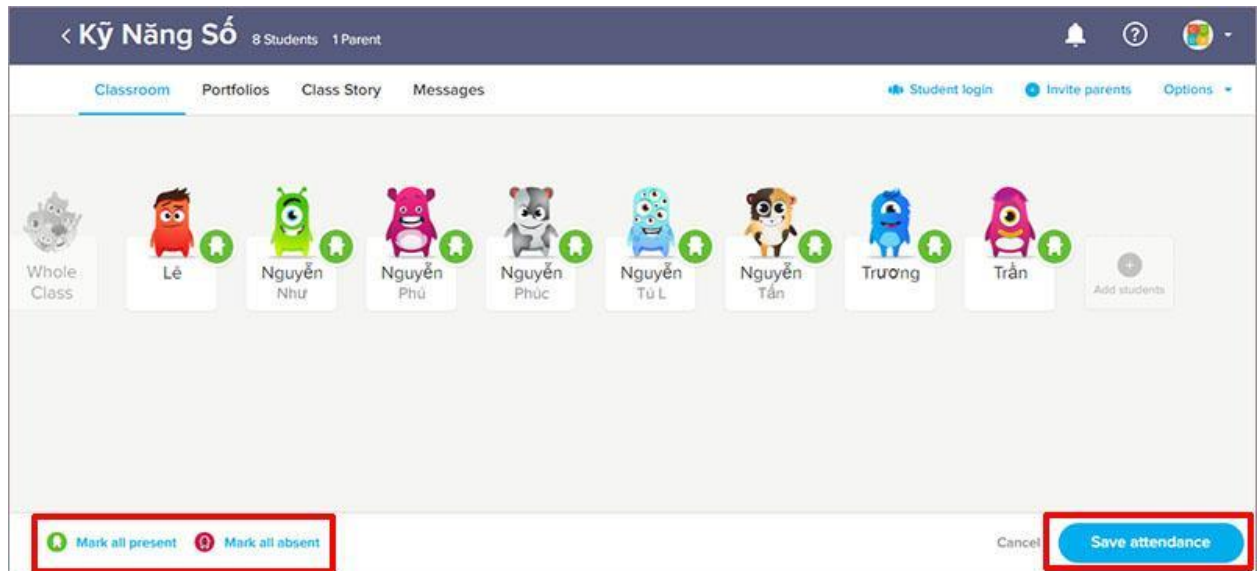 < Kỹ Năng Số 8 Students 1 Parent
Classroom Portfolios Class Story Messages Student login Invite parents Options
Whole
Class
Lê
Nguyễn
Như
Nguyễn
Phú
Nguyễn
Phúc
Nguyễn
Tú L
Nguyễn
Tấn
Trương
Trần
Add students
Mark all present Mark all absent Cancel Save attendance